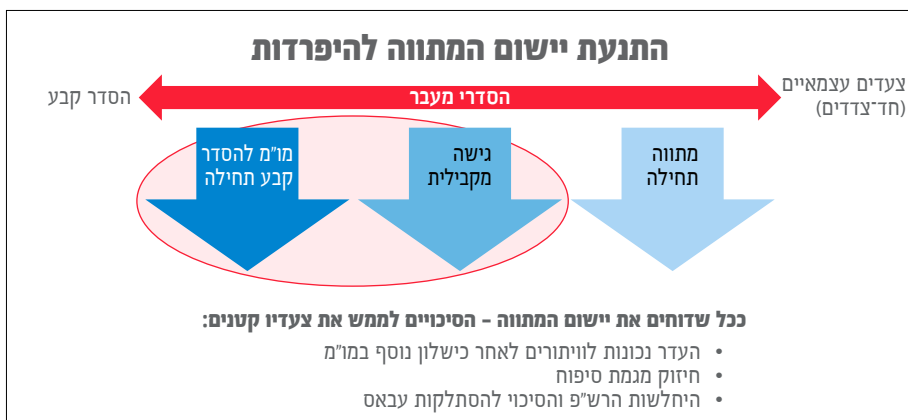 התנעת יישום המתווה להיפרדות
צעדים עצמאיים
(חד־צדדים)
הסדרי מעבר
הסדר קבע
מתווה
תחילה
גישה
מקבילית
מו"מ להסדר
קבע תחילה
ככל שדוחים את יישום המתווה – הסיכויים לממש את צעדיו קטנים:
• העדר נכונות לוויתורים לאחר כישלון נוסף במו"מ
• חיזוק מגמת סיפוח
• היחלשות הרש"פ והסיכוי להסתלקות עבאס